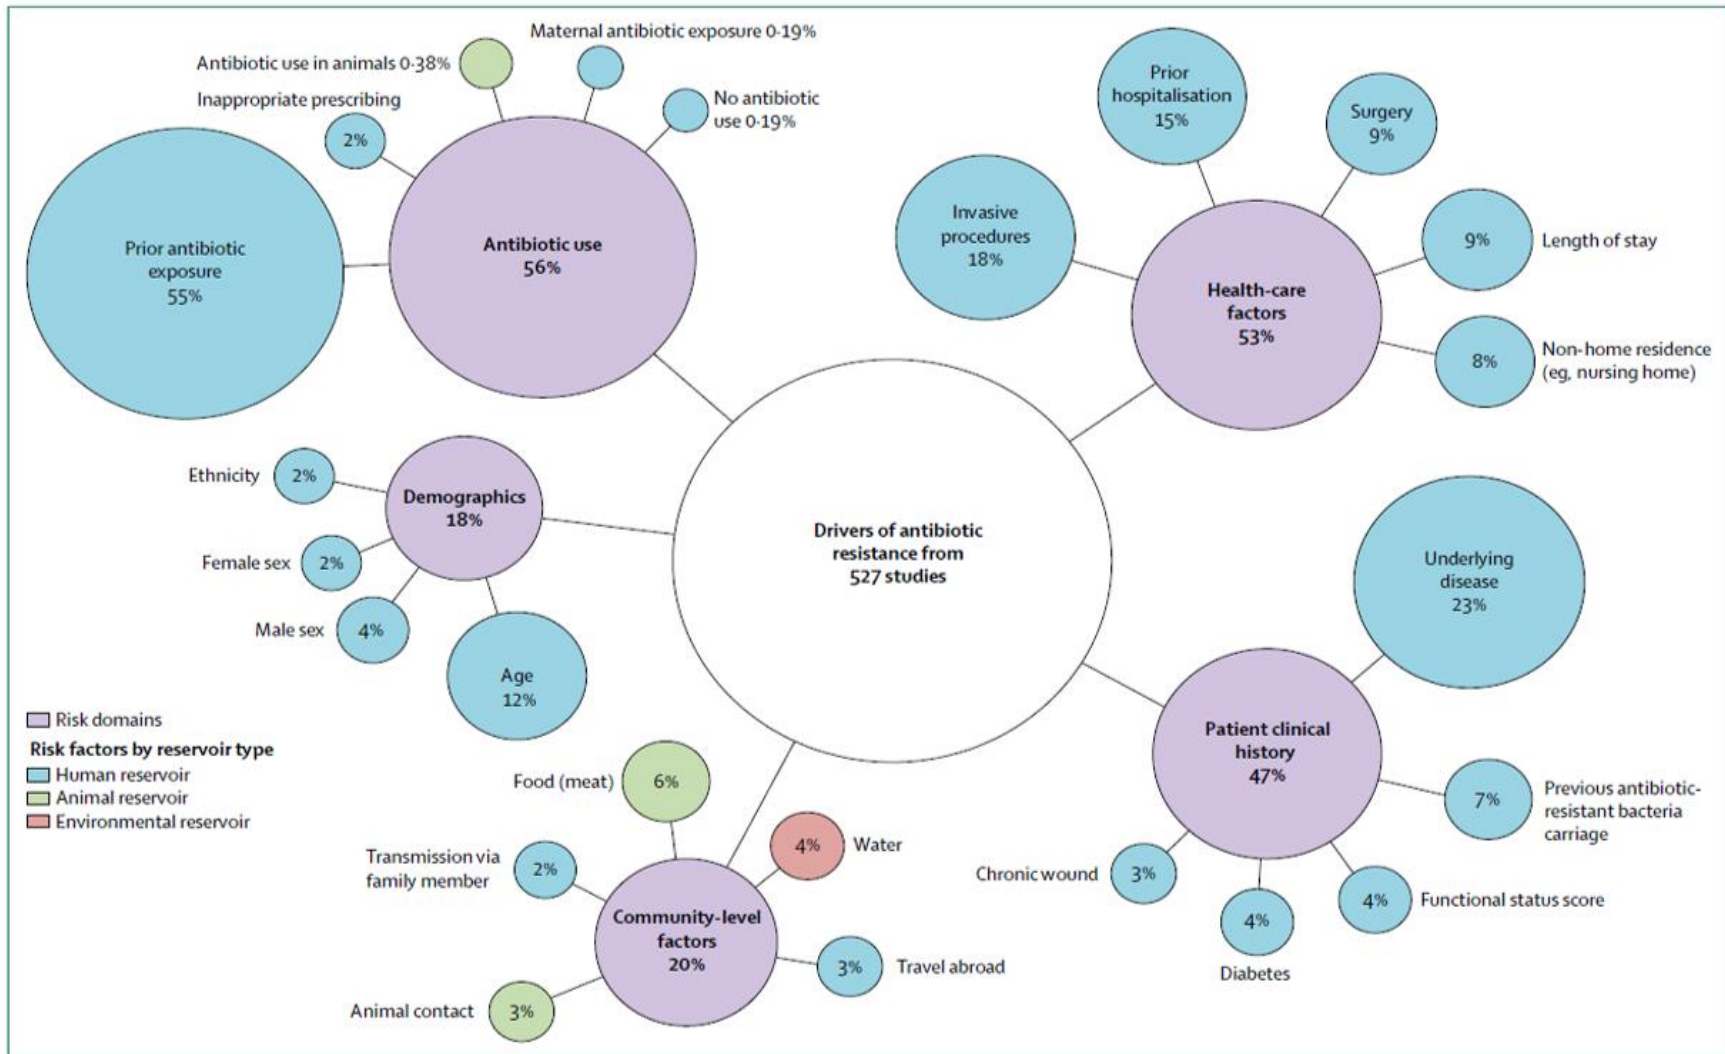 Maternal antibiotic exposure 0·19%
Antibiotic use in animals 0·38%
Inappropriate prescribing
2%
No antibiotic
use 0·19%
Prior antibiotic
exposure
55%
Antibiotic use
56%
Prior
hospitalisation
15%
Surgery
9%
Invasive
procedures
18%
9%
Length of stay
Health-care
factors
53%
8%
Non-home residence
(eg, nursing home)
Ethnicity
2%
Demographics
18%
Female sex
2%
Male sex
4%
Age
12%
Drivers of antibiotic
resistance from
527 studies
Underlying
disease
23%
Patient clinical
history
47%
7%
Previous antibiotic-
resistant bacteria
carriage
Chronic wound
3%
4%
Diabetes
4%
Functional status score
Risk domains
Risk factors by reservoir type
Human reservoir
Animal reservoir
Environmental reservoir
Food (meat)
6%
4%
Water
Transmission via
family member
2%
Community-level
factors
20%
3%
Travel abroad
Animal contact
3%